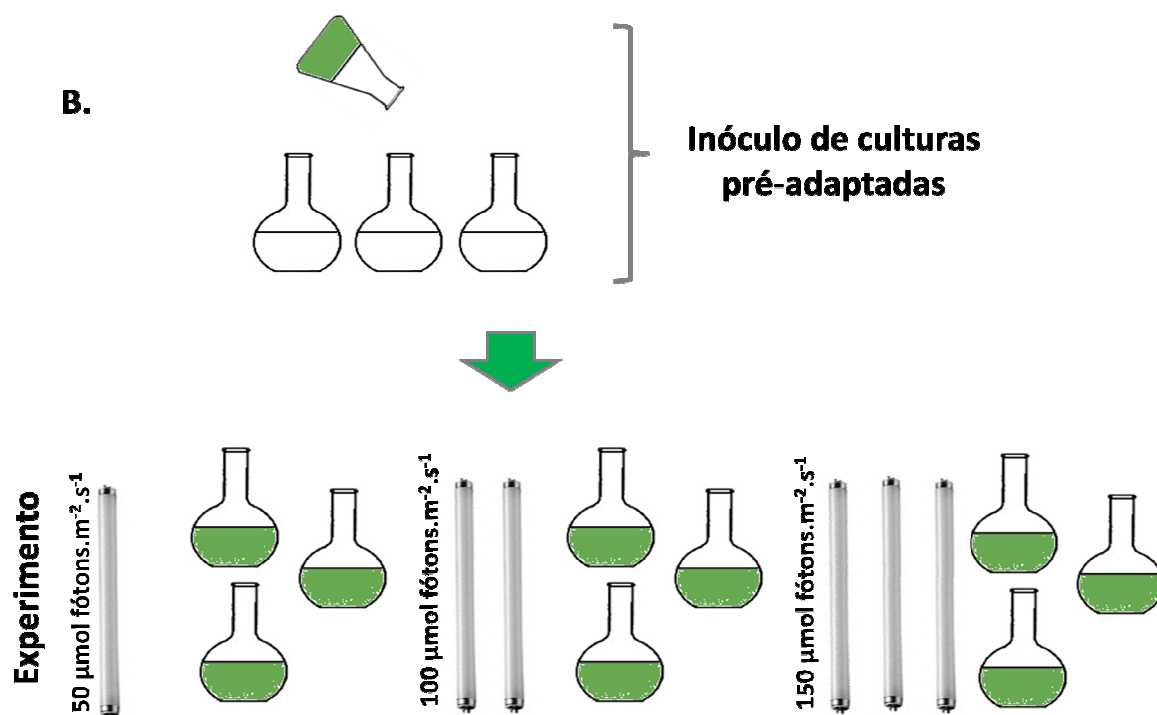 B.
Inóculo de culturas
pré-adaptadas
Experimento
50 µmol fótons.m⁻².s⁻¹
100 µmol fótons.m⁻².s⁻¹
150 µmol fótons.m⁻².s⁻¹